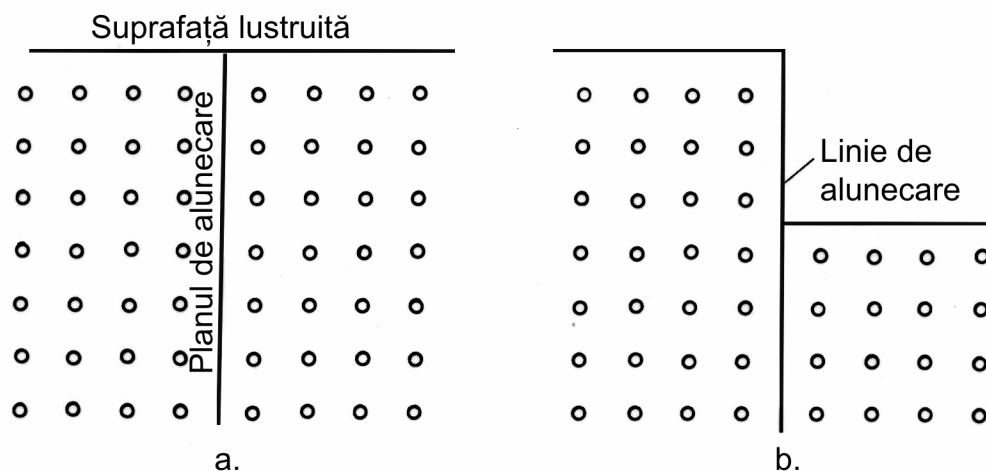 Suprafață lustruită
Planul de alunecare
Linie de
alunecare
a.
b.